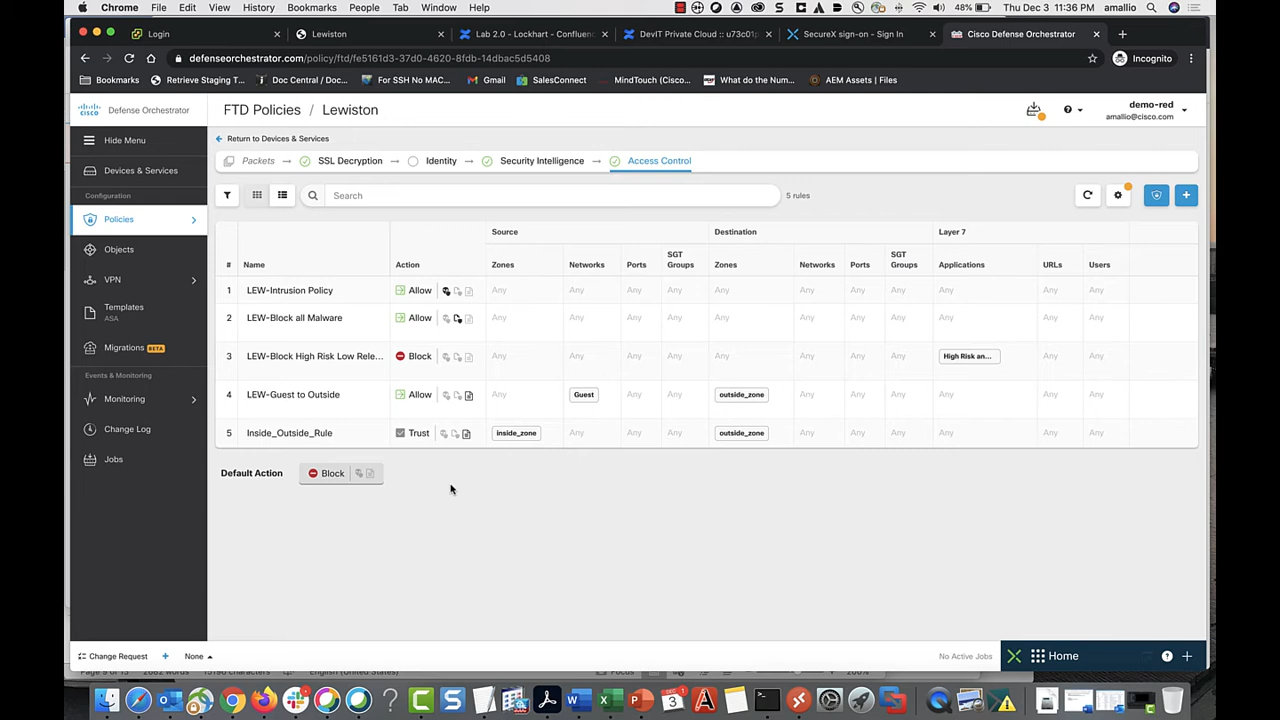 Chrome File Edit View History Bookmarks People Tab Window Help 48% Thu Dec 3 11:36 PM amallio
Login Lewiston Lab 2.0 - Lockhart - Confluen DevIT Private Cloud :: u73c01p SecureX sign-on - Sign In Cisco Defense Orchestrator
defenseorchestrator.com/policy/ftd/fe5161d3-37d0-4620-8fdb-14dbac5d5408 Incognito
Bookmarks Retrieve Staging T... Doc Central / Doc... For SSH No MAC... Gmail SalesConnect MindTouch (Cisco... What do the Num... AEM Assets | Files
CISCO Defense Orchestrator FTD Policies / Lewiston ? demo-red
amallio@cisco.com
Hide Menu
Return to Devices & Services
Devices & Services
Packets SSL Decryption Identity Security Intelligence Access Control
Configuration
Search 5 rules
Policies
Objects
VPN
Templates
ASA
Migrations BETA
Events & Monitoring
Monitoring
Change Log
Jobs
Source Destination Layer 7
# Name Action Zones Networks Ports SGT Groups Zones Networks Ports SGT Groups Applications URLs Users
1 LEW-Intrusion Policy Allow Any Any Any Any Any Any Any Any Any Any Any
2 LEW-Block all Malware Allow Any Any Any Any Any Any Any Any Any Any Any
3 LEW-Block High Risk Low Rele... Block Any Any Any Any Any Any Any Any High Risk an... Any Any
4 LEW-Guest to Outside Allow Any Guest Any Any outside_zone Any Any Any Any Any Any
5 Inside_Outside_Rule Trust inside_zone Any Any Any outside_zone Any Any Any Any Any Any
Default Action Block
Change Request + None No Active Jobs Home ? +